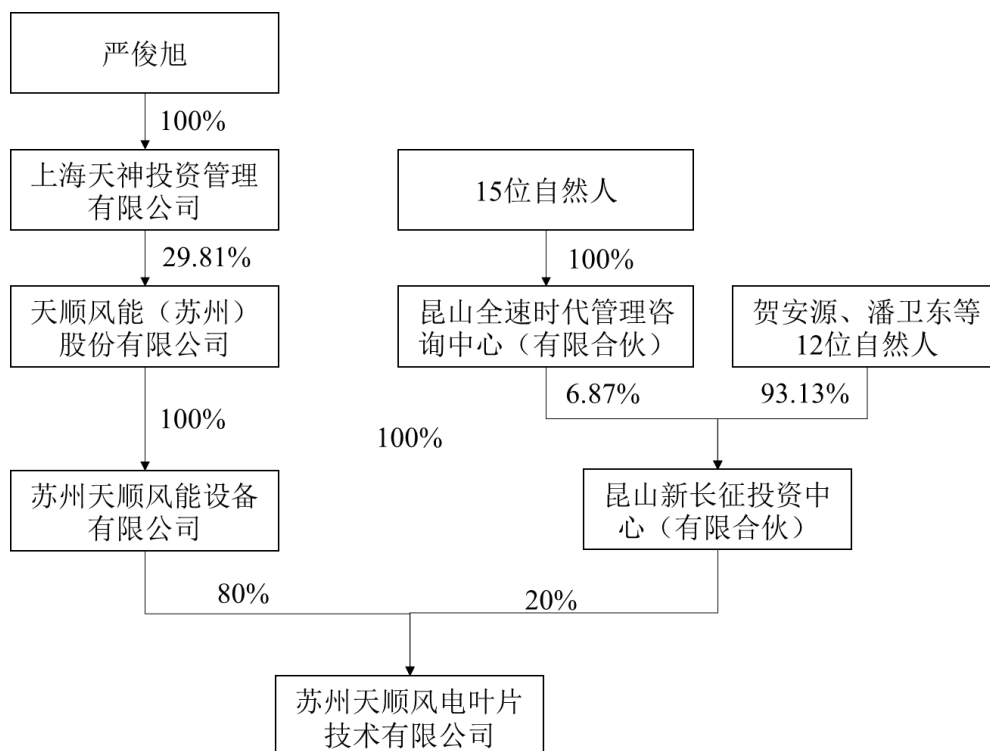 严俊旭
100%
上海天神投资管理
有限公司
15位自然人
29.81%
100%
天顺风能（苏州）
股份有限公司
昆山全速时代管理咨
询中心（有限合伙）
贺安源、潘卫东等
12位自然人
6.87%
93.13%
100%
100%
苏州天顺风能设备
有限公司
昆山新长征投资中
心（有限合伙）
80%
20%
苏州天顺风电叶片
技术有限公司